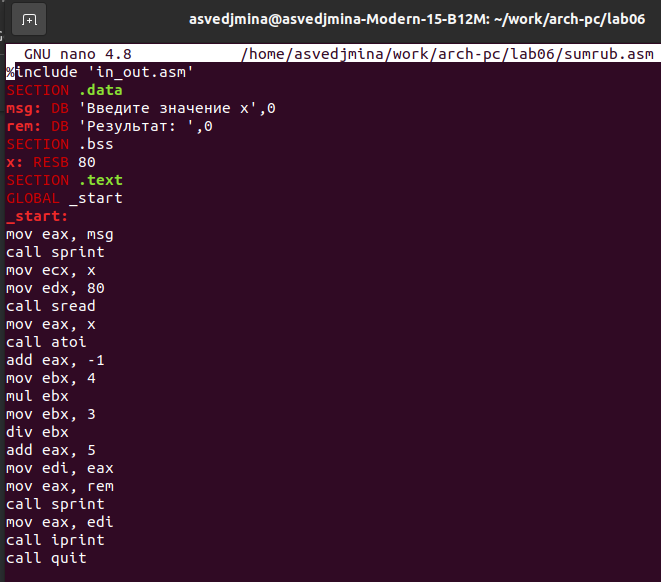 asvedjmina@asvedjmina-Modern-15-B12M: ~/work/arch-pc/lab06
GNU nano 4.8 /home/asvedjmina/work/arch-pc/lab06/sumrub.asm
%include 'in_out.asm'
SECTION .data
msg: DB 'Введите значение x',0
rem: DB 'Результат: ',0
SECTION .bss
x: RESB 80
SECTION .text
GLOBAL _start
_start:
mov eax, msg
call sprint
mov ecx, x
mov edx, 80
call sread
mov eax, x
call atoi
add eax, -1
mov ebx, 4
mul ebx
mov ebx, 3
div ebx
add eax, 5
mov edi, eax
mov eax, rem
call sprint
mov eax, edi
call iprint
call quit